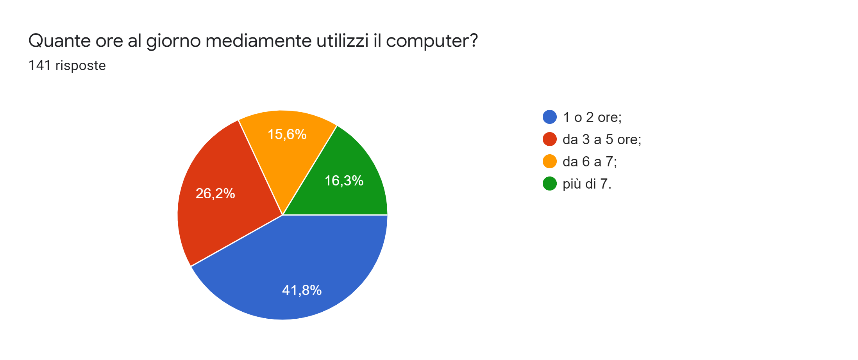 Quante ore al giorno mediamente utilizzi il computer?
141 risposte
15,6%
16,3%
26,2%
41,8%
1 o 2 ore;
da 3 a 5 ore;
da 6 a 7;
più di 7.